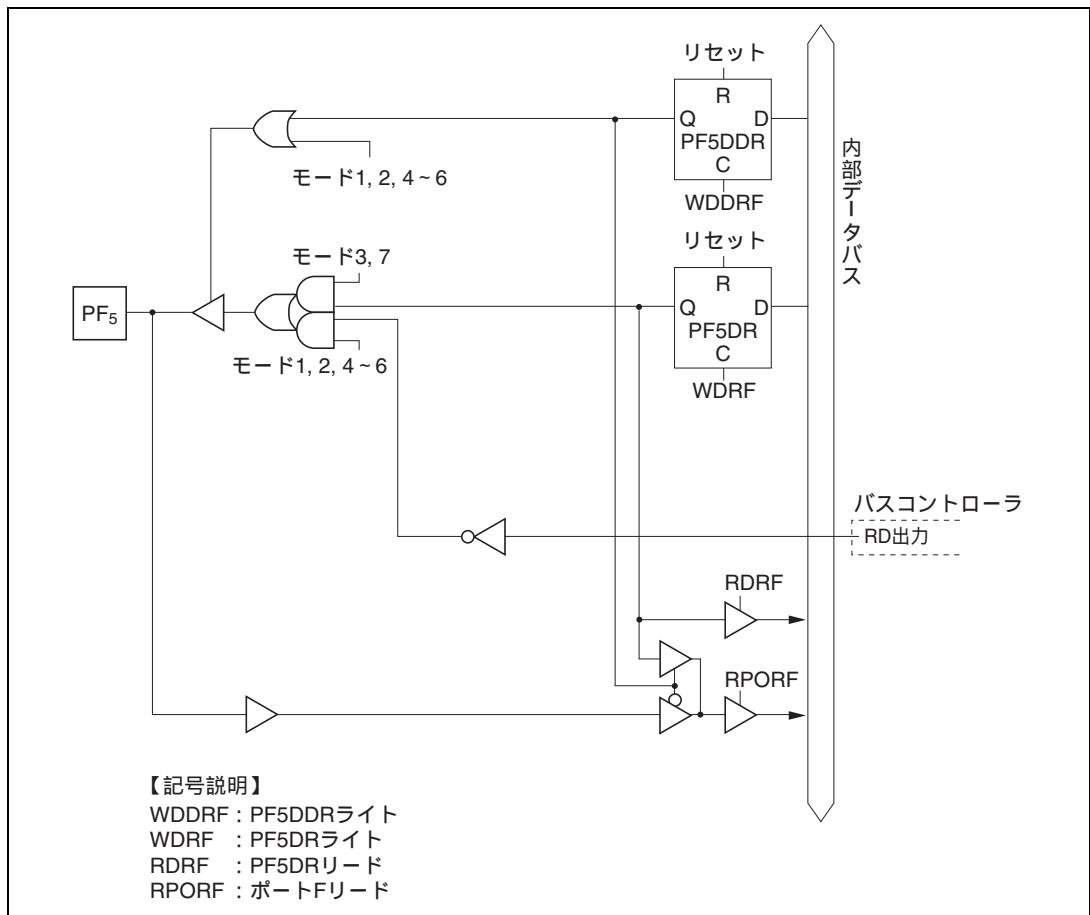 リセット
R
Q D
PF5DDR
C
WDDRF
モード1, 2, 4～6
内部データバス
リセット
R
Q D
PF5DR
C
WDRF
モード3, 7
PF5
モード1, 2, 4～6
バスコントローラ
RD出力
RDRF
RPORF
【記号説明】
WDDRF : PF5DDRライト
WDRF : PF5DRライト
RDRF : PF5DRリード
RPORF : ポートFリード